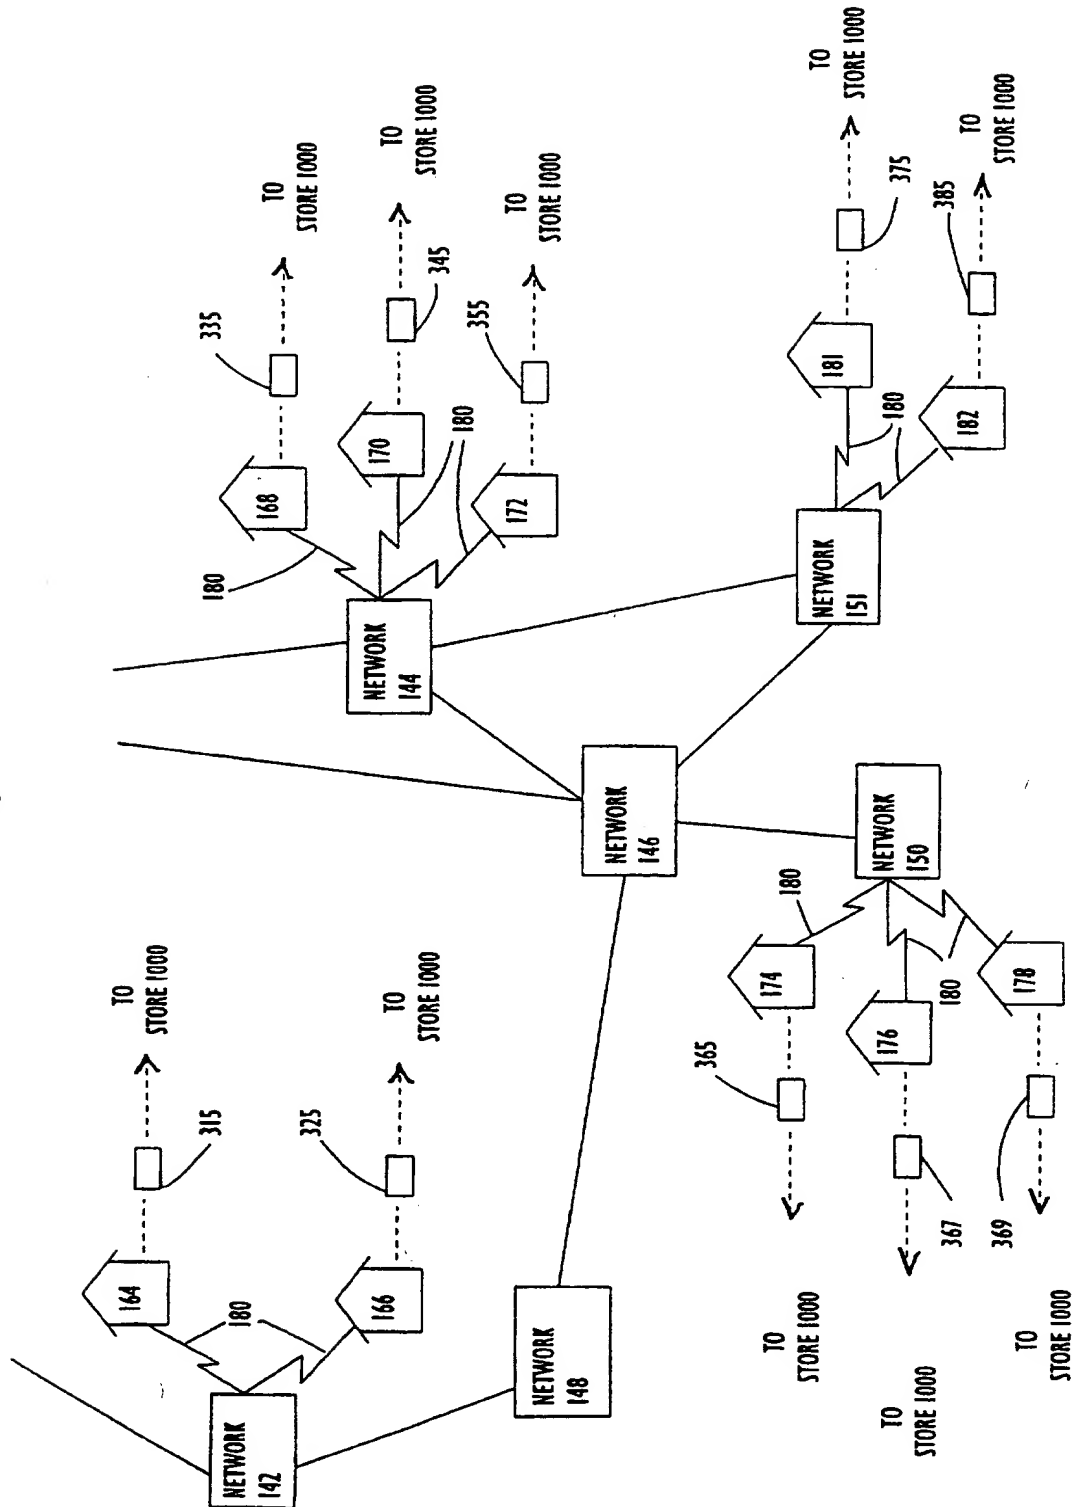 164
180
166
315
325
TO
STORE 1000
TO
STORE 1000
NETWORK
142
NETWORK
148
168
180
170
180
172
335
345
355
TO
STORE 1000
TO
STORE 1000
TO
STORE 1000
NETWORK
144
NETWORK
146
NETWORK
151
181
180
182
375
385
TO
STORE 1000
TO
STORE 1000
NETWORK
150
174
180
176
180
178
365
367
369
TO
STORE 1000
TO
STORE 1000
TO
STORE 1000